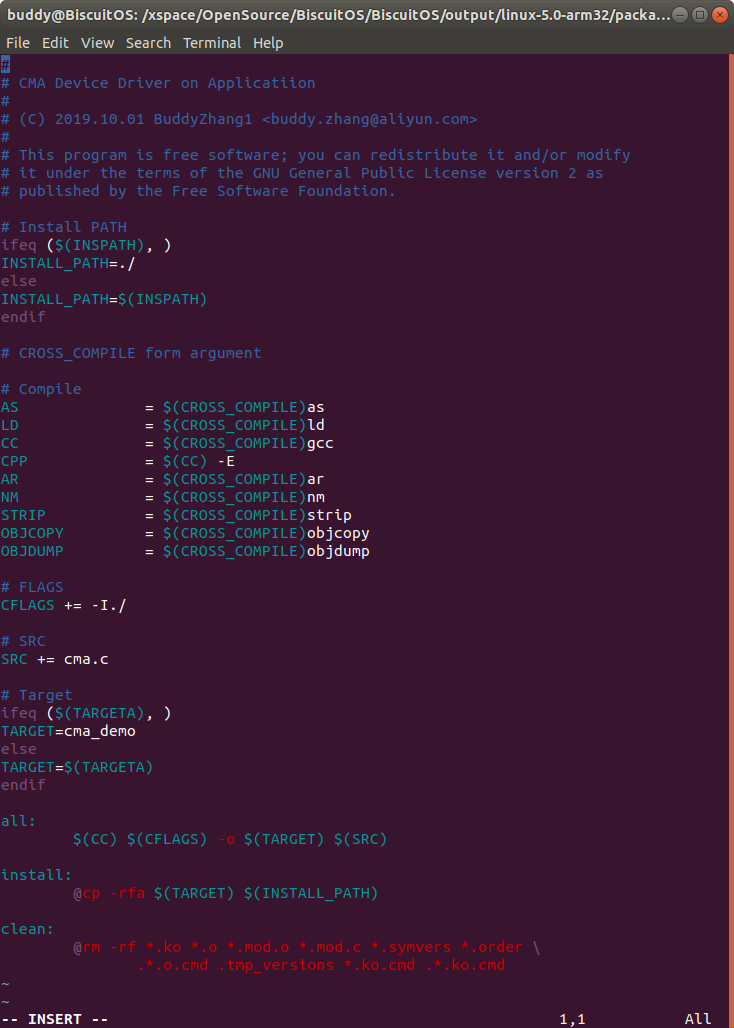 buddy@BiscuitOS: /xspace/OpenSource/BiscuitOS/BiscuitOS/output/linux-5.0-arm32/packa...
File Edit View Search Terminal Help
#
# CMA Device Driver on Applicatiion
#
# (C) 2019.10.01 BuddyZhang1 <buddy.zhang@aliyun.com>
#
# This program is free software; you can redistribute it and/or modify
# it under the terms of the GNU General Public License version 2 as
# published by the Free Software Foundation.
# Install PATH
ifeq ($(INSPATH), )
INSTALL_PATH=./
else
INSTALL_PATH=$(INSPATH)
endif
# CROSS_COMPILE form argument
# Compile
AS = $(CROSS_COMPILE)as
LD = $(CROSS_COMPILE)ld
CC = $(CROSS_COMPILE)gcc
CPP = $(CC) -E
AR = $(CROSS_COMPILE)ar
NM = $(CROSS_COMPILE)nm
STRIP = $(CROSS_COMPILE)strip
OBJCOPY = $(CROSS_COMPILE)objcopy
OBJDUMP = $(CROSS_COMPILE)objdump
# FLAGS
CFLAGS += -I./
# SRC
SRC += cma.c
# Target
ifeq ($(TARGETA), )
TARGET=cma_demo
else
TARGET=$(TARGETA)
endif
all:
$(CC) $(CFLAGS) -o $(TARGET) $(SRC)
install:
@cp -rfa $(TARGET) $(INSTALL_PATH)
clean:
@rm -rf *.ko *.o *.mod.o *.mod.c *.symvers *.order \
.*.o.cmd .tmp_versions *.ko.cmd .*.ko.cmd
~
~
-- INSERT -- 1,1 All